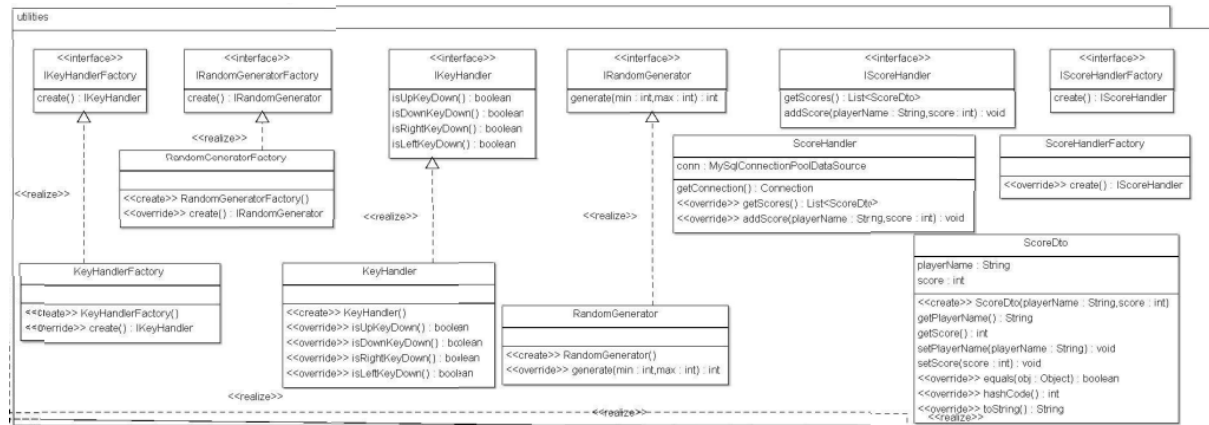 utilities
<<interface>>
IKeyHandlerFactory
create() : IKeyHandler
<<interface>>
IRandomGeneratorFactory
create() : IRandomGenerator
<<interface>>
IKeyHandler
isUpKeyDown() : boolean
isDownKeyDown() : boolean
isRightKeyDown() : boolean
isLeftKeyDown() : boolean
<<interface>>
IRandomGenerator
generate(min : int,max : int) : int
<<interface>>
IScoreHandler
getScores() : List<ScoreDto>
addScore(playerName : String,score : int) : void
<<interface>>
IScoreHandlerFactory
create() : IScoreHandler
<<realize>>
RandomGeneratorFactory
<<create>> RandomGeneratorFactory()
<<override>> create() : IRandomGenerator
<<realize>>
<<realize>>
<<realize>>
ScoreHandler
conn : MySqlConnectionPoolDataSource
getConnection() : Connection
<<override>> getScores() : List<ScoreDto>
<<override>> addScore(playerName : String,score : int) : void
ScoreHandlerFactory
<<override>> create() : IScoreHandler
KeyHandlerFactory
<<create>> KeyHandlerFactory()
<<override>> create() : IKeyHandler
KeyHandler
<<create>> KeyHandler()
<<override>> isUpKeyDown() : boolean
<<override>> isDownKeyDown() : boolean
<<override>> isRightKeyDown() : boolean
<<override>> isLeftKeyDown() : boolean
RandomGenerator
<<create>> RandomGenerator()
<<override>> generate(min : int,max : int) : int
ScoreDto
playerName : String
score : int
<<create>> ScoreDto(playerName : String,score : int)
getPlayerName() : String
getScore() : int
setPlayerName(playerName : String) : void
setScore(score : int) : void
<<override>> equals(obj : Object) : boolean
<<override>> hashCode() : int
<<override>> toString() : String
<<realize>>
<<realize>>
<<realize>>